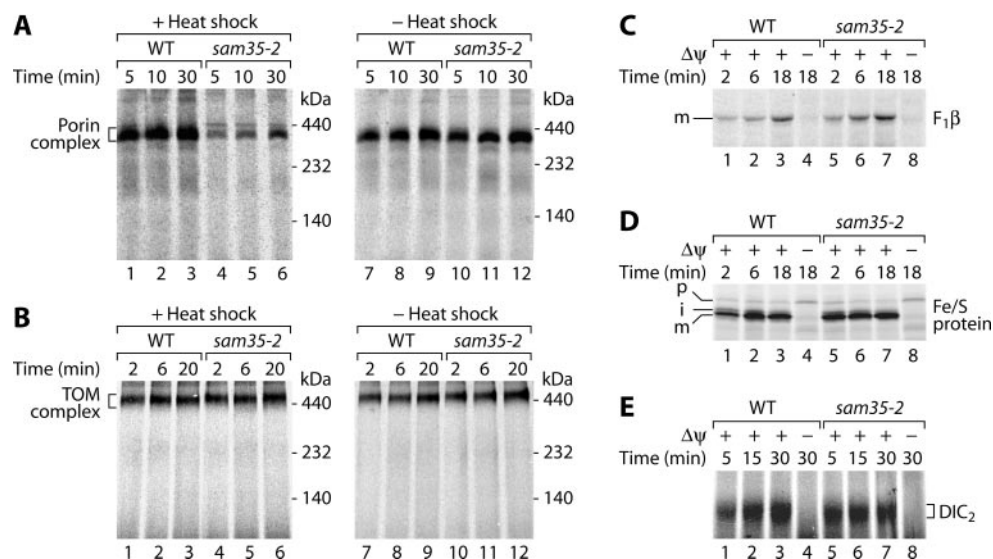 A
+ Heat shock
– Heat shock
WT sam35-2
WT sam35-2
Time (min) 5 10 30 5 10 30
5 10 30 5 10 30
kDa
kDa
Porin
complex
- 440
- 232
- 140
- 440
- 232
- 140
1 2 3 4 5 6
7 8 9 10 11 12
B
+ Heat shock
– Heat shock
WT sam35-2
WT sam35-2
Time (min) 2 6 20 2 6 20
2 6 20 2 6 20
kDa
kDa
TOM
complex
- 440
- 232
- 140
- 440
- 232
- 140
1 2 3 4 5 6
7 8 9 10 11 12
C
WT sam35-2
Δψ + + + – + + + –
Time (min) 2 6 18 18 2 6 18 18
m F₁β
1 2 3 4 5 6 7 8
D
WT sam35-2
Δψ + + + – + + + –
Time (min) 2 6 18 18 2 6 18 18
p
i
m
Fe/S
protein
1 2 3 4 5 6 7 8
E
WT sam35-2
Δψ + + + – + + + –
Time (min) 5 15 30 30 5 15 30 30
DIC₂
1 2 3 4 5 6 7 8